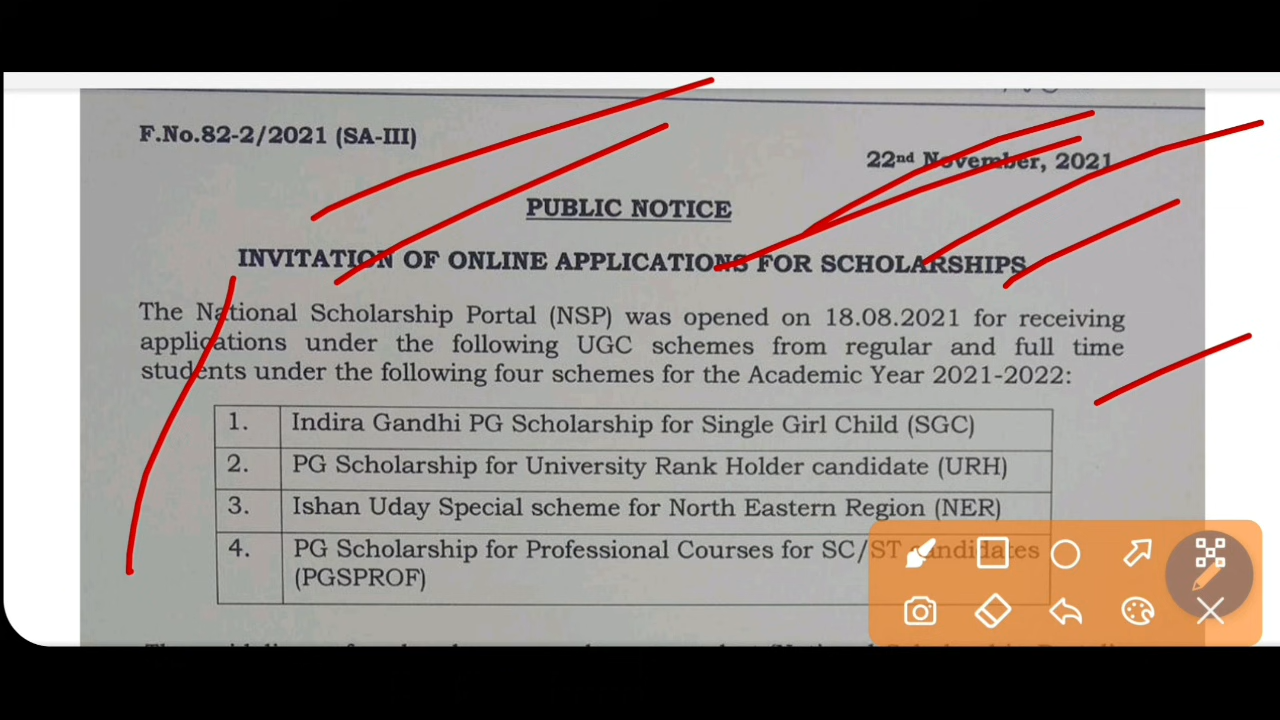 F.No.82-2/2021 (SA-III)
22nd November, 2021
PUBLIC NOTICE
INVITATION OF ONLINE APPLICATIONS FOR SCHOLARSHIPS
The National Scholarship Portal (NSP) was opened on 18.08.2021 for receiving
applications under the following UGC schemes from regular and full time
students under the following four schemes for the Academic Year 2021-2022:
1. Indira Gandhi PG Scholarship for Single Girl Child (SGC)
2. PG Scholarship for University Rank Holder candidate (URH)
3. Ishan Uday Special scheme for North Eastern Region (NER)
4. PG Scholarship for Professional Courses for SC/ST candidates
(PGSPROF)